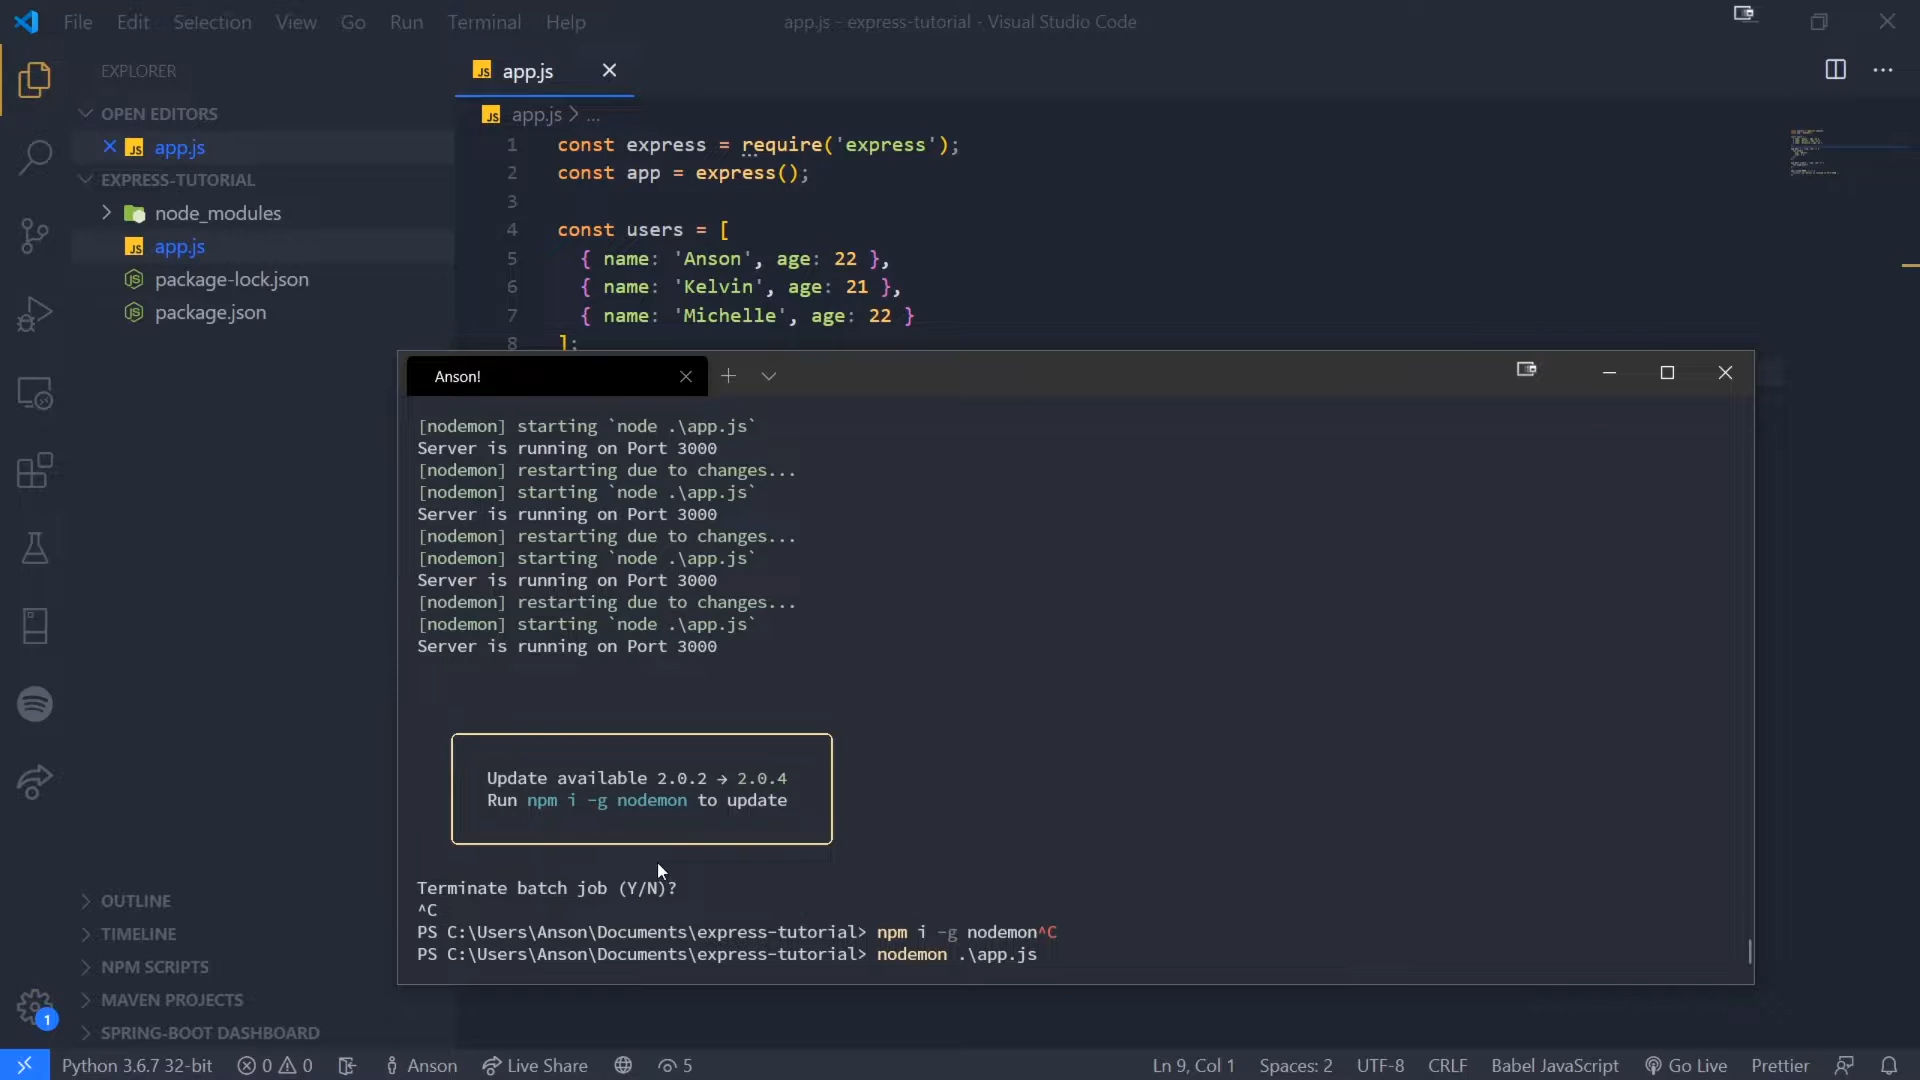 File Edit Selection View Go Run Terminal Help
app.js - express-tutorial - Visual Studio Code
EXPLORER
OPEN EDITORS
JS app.js
EXPRESS-TUTORIAL
node_modules
JS app.js
package-lock.json
package.json
OUTLINE
TIMELINE
NPM SCRIPTS
MAVEN PROJECTS
SPRING-BOOT DASHBOARD
1
JS app.js
JS app.js > ...
1 const express = require('express');
2 const app = express();
3
4 const users = [
5 { name: 'Anson', age: 22 },
6 { name: 'Kelvin', age: 21 },
7 { name: 'Michelle', age: 22 }
8 ];
Anson!
[nodemon] starting `node .\app.js`
Server is running on Port 3000
[nodemon] restarting due to changes...
[nodemon] starting `node .\app.js`
Server is running on Port 3000
[nodemon] restarting due to changes...
[nodemon] starting `node .\app.js`
Server is running on Port 3000
[nodemon] restarting due to changes...
[nodemon] starting `node .\app.js`
Server is running on Port 3000
Update available 2.0.2 → 2.0.4
Run npm i -g nodemon to update
Terminate batch job (Y/N)?
^C
PS C:\Users\Anson\Documents\express-tutorial> npm i -g nodemon^C
PS C:\Users\Anson\Documents\express-tutorial> nodemon .\app.js
Python 3.6.7 32-bit 0 0 Anson Live Share 5 Ln 9, Col 1 Spaces: 2 UTF-8 CRLF Babel JavaScript Go Live Prettier